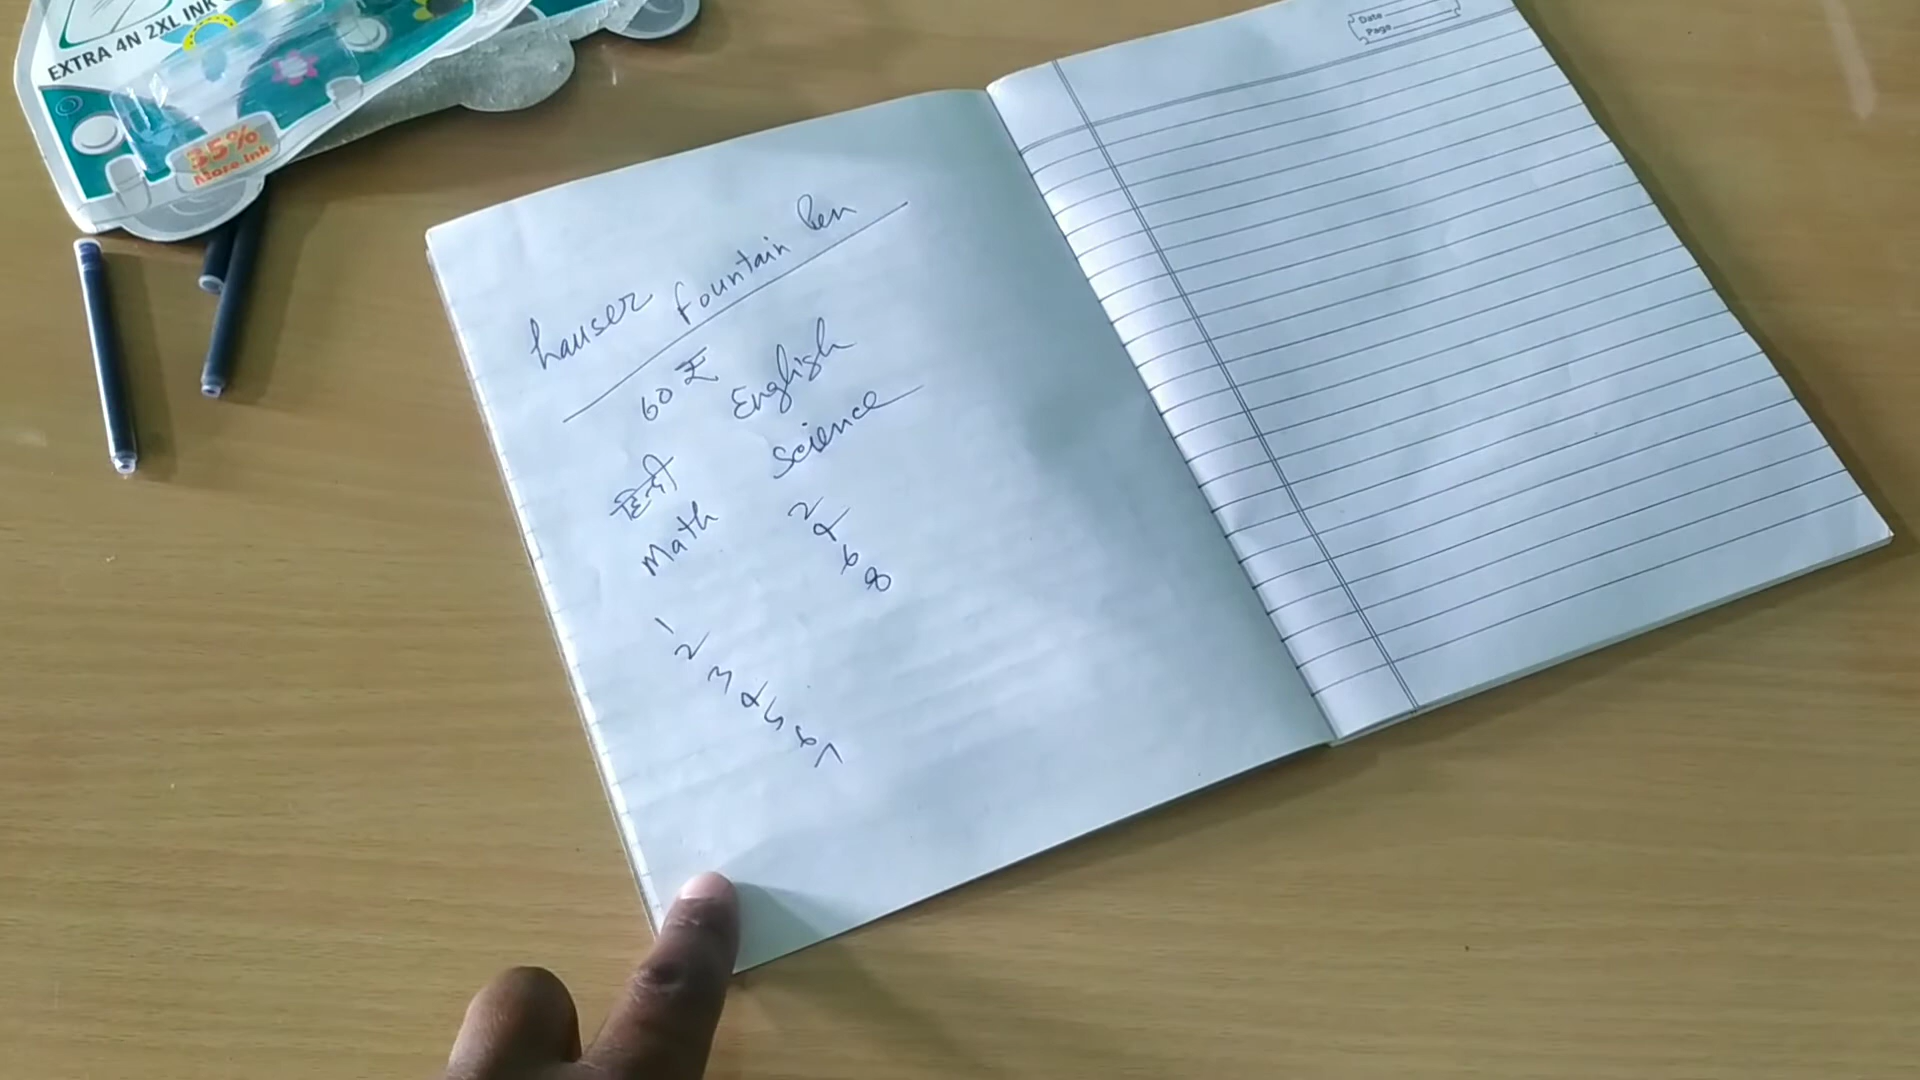 EXTRA 4N 2XL INK
35%
More Ink
Date
Page
hauser fountain Pen
60 ₹
English
हिन्दी
Science
Math
2
4
6
8
1
2
3
4
5
6
7